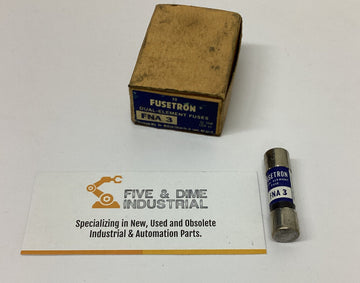 FUSETRON
DUAL-ELEMENT FUSES
FNA 3
FUSETRON
FNA 3
FIVE & DIME
INDUSTRIAL
Specializing in New, Used and Obsolete
Industrial & Automation Parts.